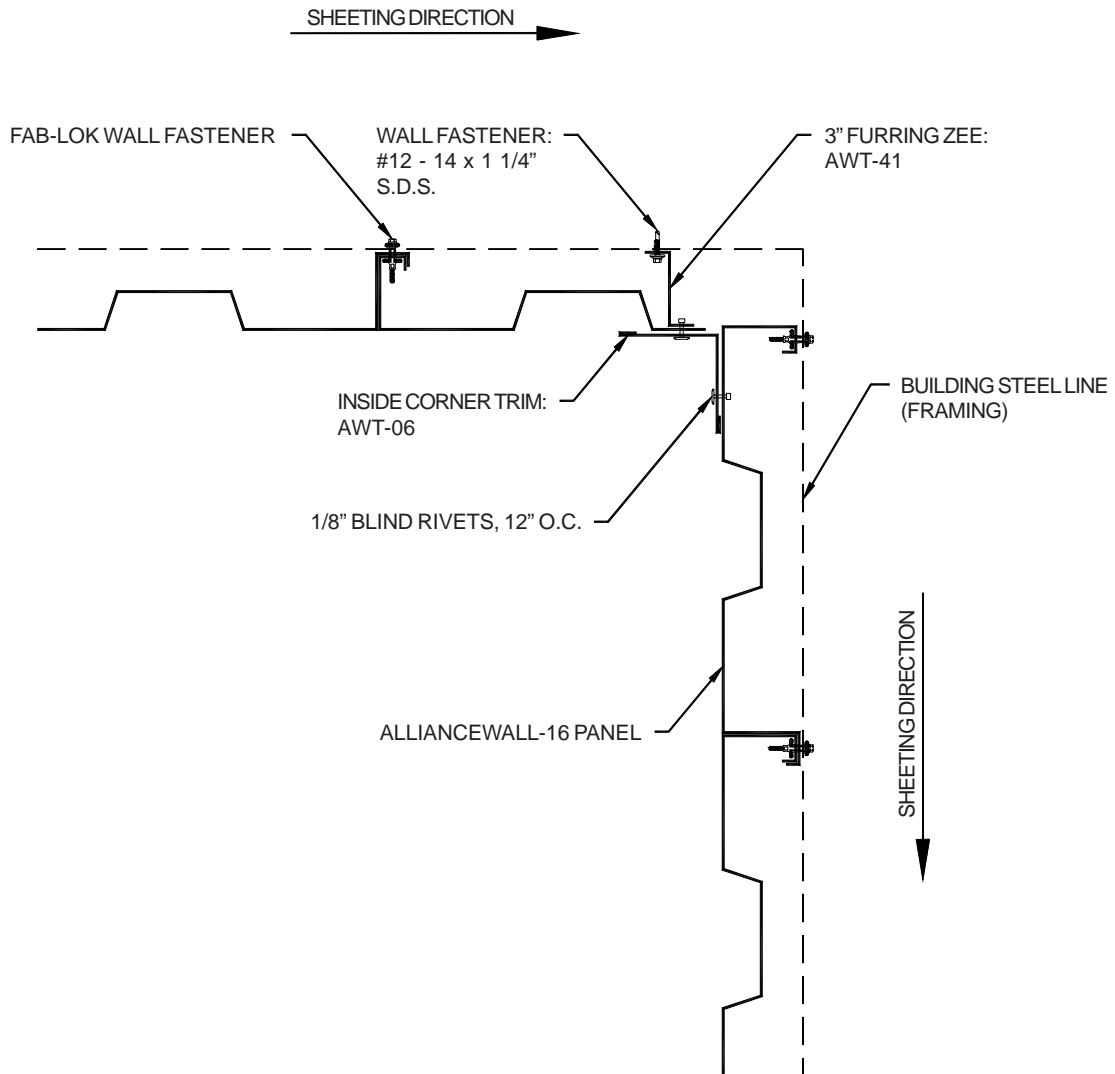 SHEETING DIRECTION
FAB-LOK WALL FASTENER
WALL FASTENER:
#12 - 14 x 1 1/4”
S.D.S.
3” FURRING ZEE:
AWT-41
INSIDE CORNER TRIM:
AWT-06
BUILDING STEEL LINE
(FRAMING)
1/8” BLIND RIVETS, 12” O.C.
SHEETING DIRECTION
ALLIANCEWALL-16 PANEL